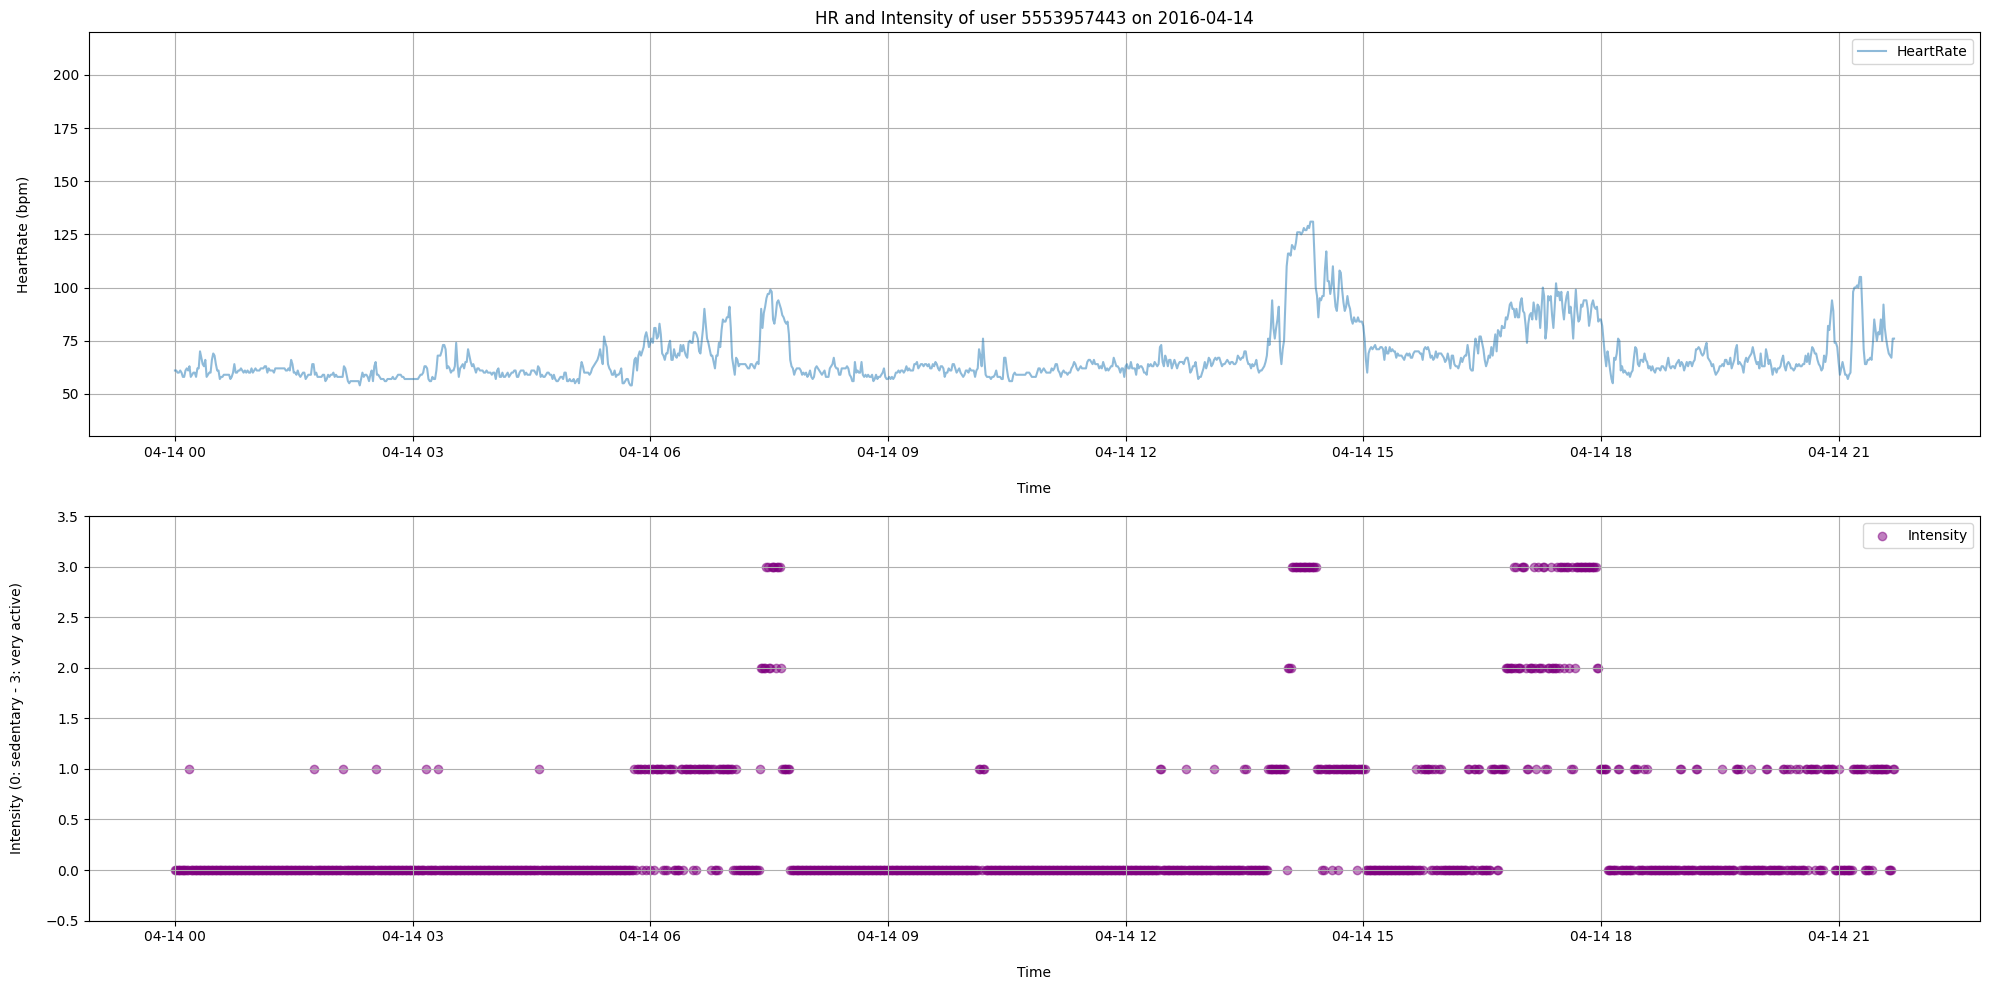 HR and Intensity of user 5553957443 on 2016-04-14
HeartRate
200
175
150
125
100
75
50
HeartRate (bpm)
04-14 00 04-14 03 04-14 06 04-14 09 04-14 12 04-14 15 04-14 18 04-14 21
Time
Intensity
3.5
3.0
2.5
2.0
1.5
1.0
0.5
0.0
−0.5
Intensity (0: sedentary - 3: very active)
04-14 00 04-14 03 04-14 06 04-14 09 04-14 12 04-14 15 04-14 18 04-14 21
Time